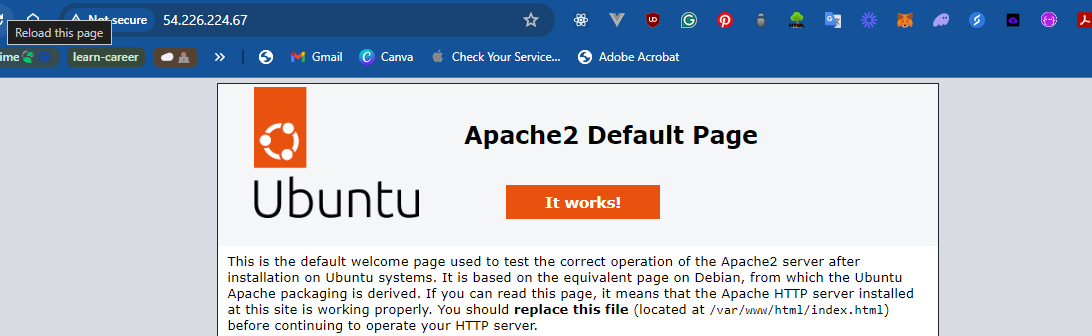 Not secure 54.226.224.67
Reload this page
ime learn-career » Gmail Canva Check Your Service... Adobe Acrobat
Apache2 Default Page
Ubuntu
It works!
This is the default welcome page used to test the correct operation of the Apache2 server after
installation on Ubuntu systems. It is based on the equivalent page on Debian, from which the Ubuntu
Apache packaging is derived. If you can read this page, it means that the Apache HTTP server installed
at this site is working properly. You should replace this file (located at /var/www/html/index.html)
before continuing to operate your HTTP server.